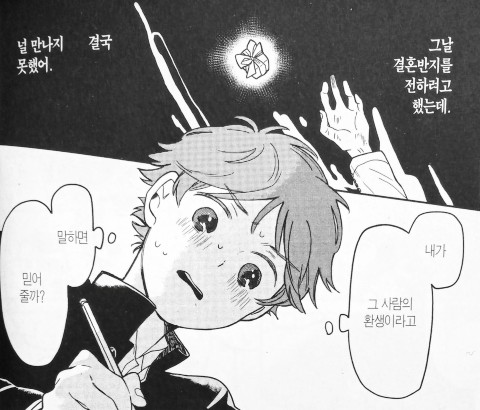 그날
결혼반지를
전하려고
했는데.
결국
널 만나지
못했어.
내가
그 사람의
환생이라고
말하면
믿어
줄까?